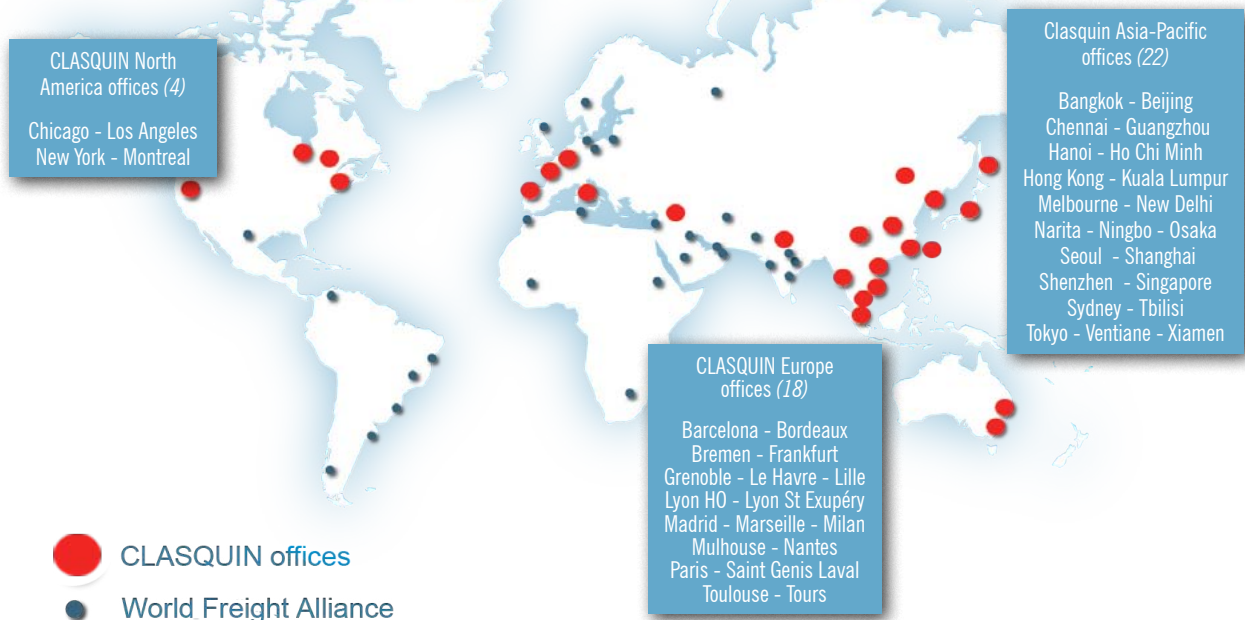 CLASQUIN North
America offices (4)
Chicago - Los Angeles
New York - Montreal
Clasquin Asia-Pacific
offices (22)
Bangkok - Beijing
Chennai - Guangzhou
Hanoi - Ho Chi Minh
Hong Kong - Kuala Lumpur
Melbourne - New Delhi
Narita - Ningbo - Osaka
Seoul - Shanghai
Shenzhen - Singapore
Sydney - Tbilisi
Tokyo - Ventiane - Xiamen
CLASQUIN Europe
offices (18)
Barcelona - Bordeaux
Bremen - Frankfurt
Grenoble - Le Havre - Lille
Lyon HO - Lyon St Exupéry
Madrid - Marseille - Milan
Mulhouse - Nantes
Paris - Saint Genis Laval
Toulouse - Tours
CLASQUIN offices
World Freight Alliance